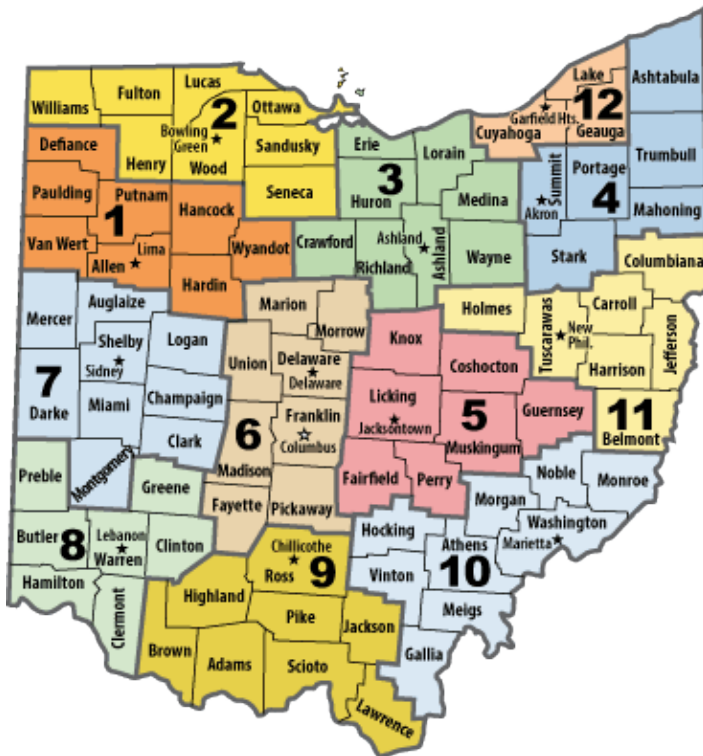 Williams
Fulton
Lucas
Ottawa
2
Bowling
Green
Henry
Wood
Sandusky
Seneca
Defiance
Paulding
Putnam
1
Hancock
Van Wert
Allen
Lima
Wyandot
Hardin
Erie
Lorain
3
Huron
Medina
Crawford
Ashland
Ashland
Richland
Wayne
Lake
12
Garfield Hts.
Cuyahoga
Geauga
Ashtabula
Summit
Portage
4
Trumbull
Akron
Mahoning
Stark
Columbiana
Mercer
Auglaize
Shelby
Sidney
Logan
7
Darke
Miami
Champaign
Clark
Montgomery
Marion
Morrow
Union
Delaware
Delaware
Franklin
Columbus
6
Madison
Fayette
Pickaway
Knox
Coshocton
Licking
Jacksontown
5
Guernsey
Muskingum
Fairfield
Perry
Holmes
Tuscarawas
New
Phil.
Carroll
Harrison
Jefferson
11
Belmont
Preble
Greene
Butler
8
Lebanon
Warren
Clinton
Hamilton
Clermont
Chillicothe
Ross
9
Highland
Pike
Jackson
Brown
Adams
Scioto
Lawrence
Hocking
Athens
Morgan
Noble
Monroe
Washington
Marietta
Vinton
10
Meigs
Gallia